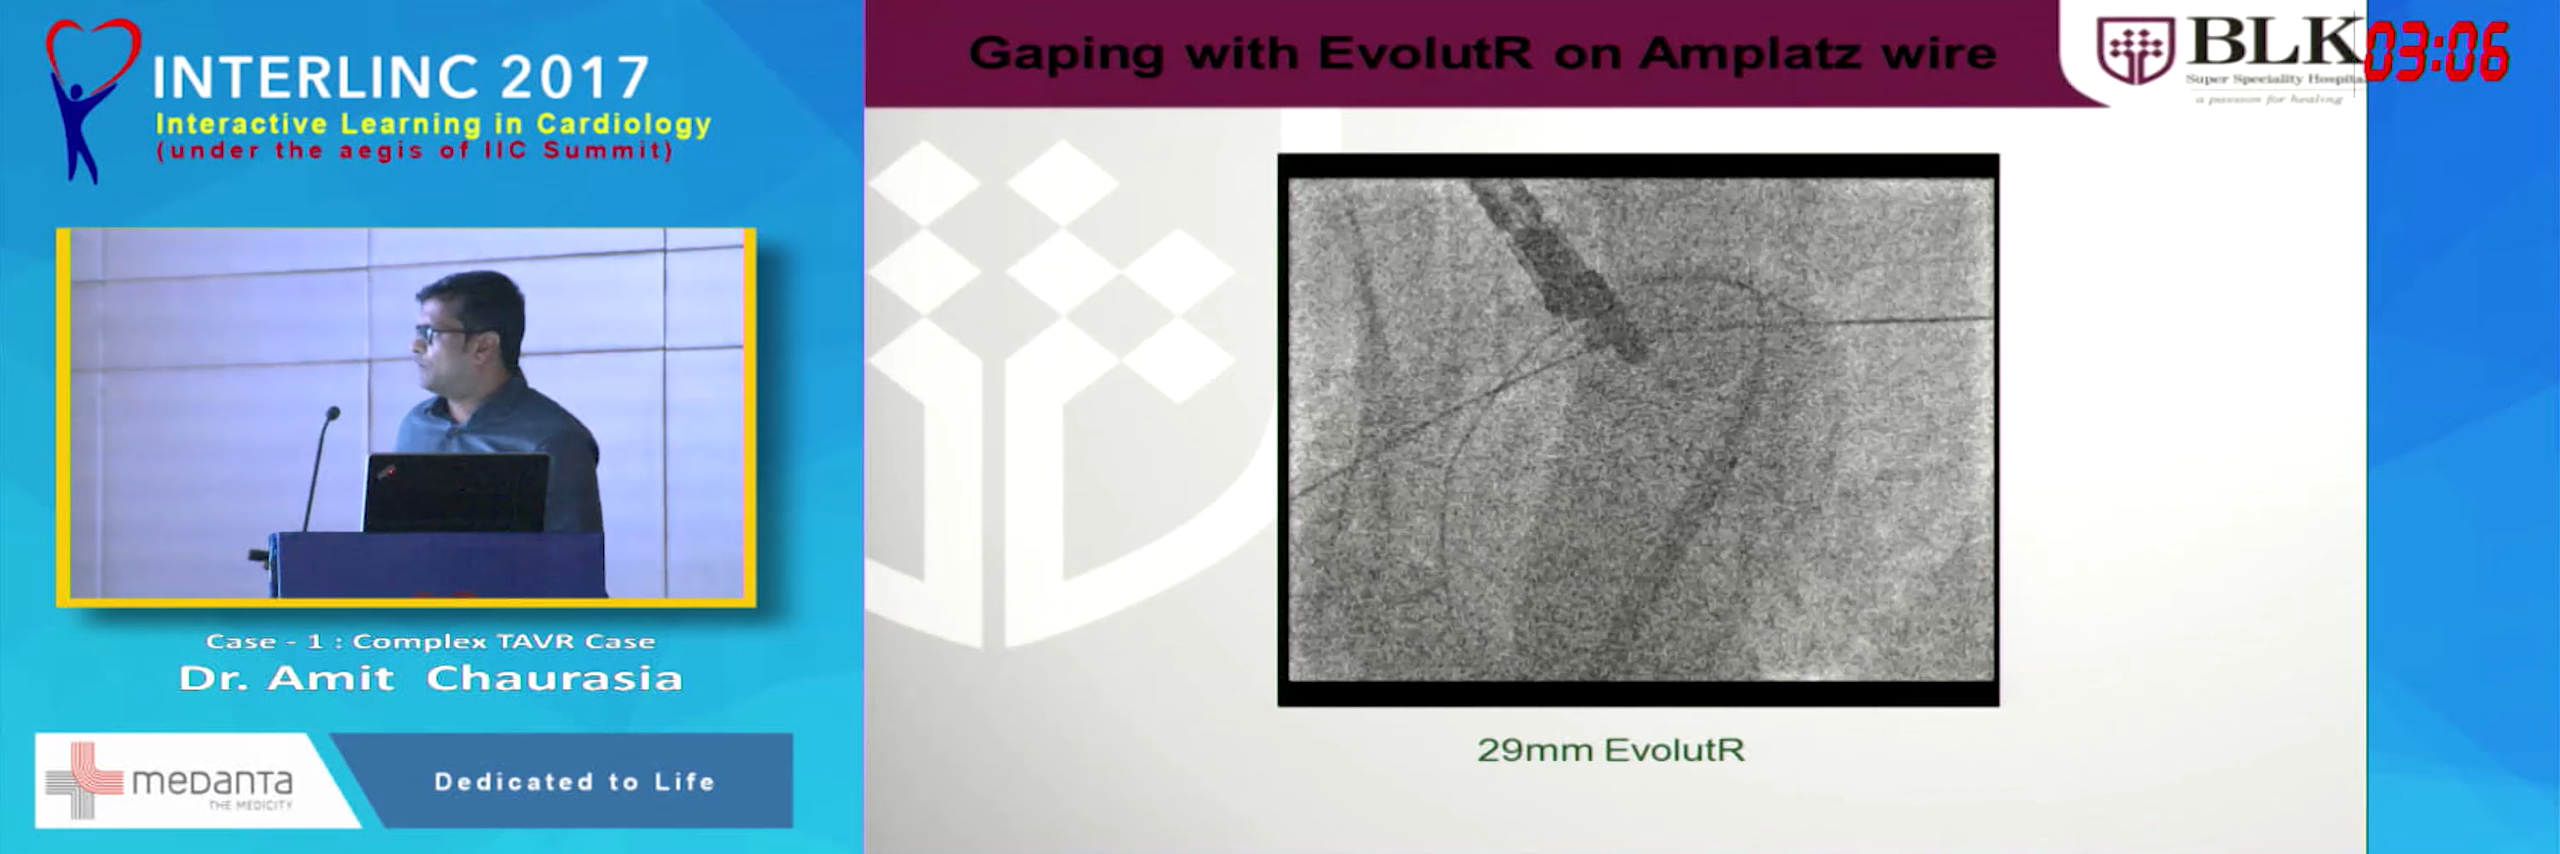 INTERLINC 2017
Interactive Learning in Cardiology
(under the aegis of IIC Summit)
Case - 1 : Complex TAVR Case
Dr. Amit Chaurasia
medanta
THE MEDICITY
Dedicated to Life
Gaping with EvolutR on Amplatz wire
BLK
Super Speciality Hospita
a passion for healing
03:06
29mm EvolutR